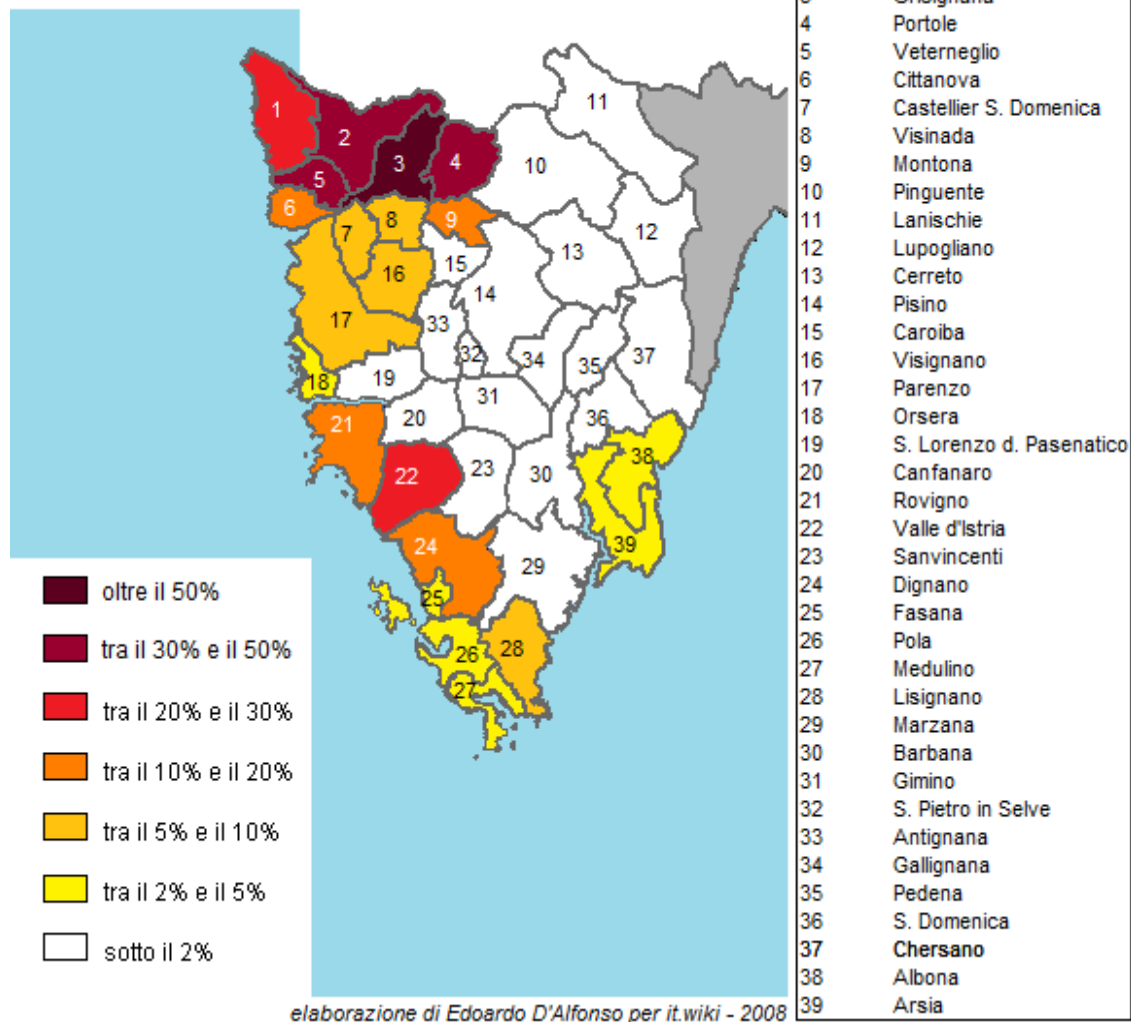 4 Portole
5 Veterneglio
6 Cittanova
7 Castellier S. Domenica
8 Visinada
9 Montona
10 Pinguente
11 Lanischie
12 Lupogliano
13 Cerreto
14 Pisino
15 Caroiba
16 Visignano
17 Parenzo
18 Orsera
19 S. Lorenzo d. Pasenatico
20 Canfanaro
21 Rovigno
22 Valle d'Istria
23 Sanvincenti
24 Dignano
25 Fasana
26 Pola
27 Medulino
28 Lisignano
29 Marzana
30 Barbana
31 Gimino
32 S. Pietro in Selve
33 Antignana
34 Gallignana
35 Pedena
36 S. Domenica
37 Chersano
38 Albona
39 Arsia
1
2
3
4
5
6
7
8
9
10
11
12
13
14
15
16
17
18
19
20
21
22
23
24
25
26
27
28
29
30
31
32
33
34
35
36
37
38
39
oltre il 50%
tra il 30% e il 50%
tra il 20% e il 30%
tra il 10% e il 20%
tra il 5% e il 10%
tra il 2% e il 5%
sotto il 2%
elaborazione di Edoardo D'Alfonso per it.wiki - 2008